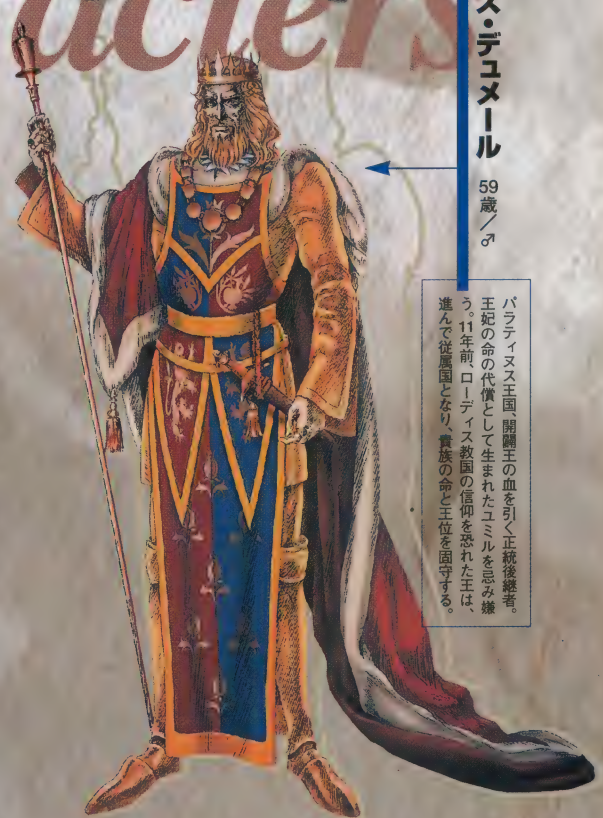 acters
ス・デュメール 59歳/♂
パラティヌス王国、開闢王の血を引く正統後継者。
王妃の命の代償として生まれたユミルを忌み嫌
う。11年前、ローディス教国の信仰を恐れた王は、
進んで従属国となり、貴族の命と王位を固守する。